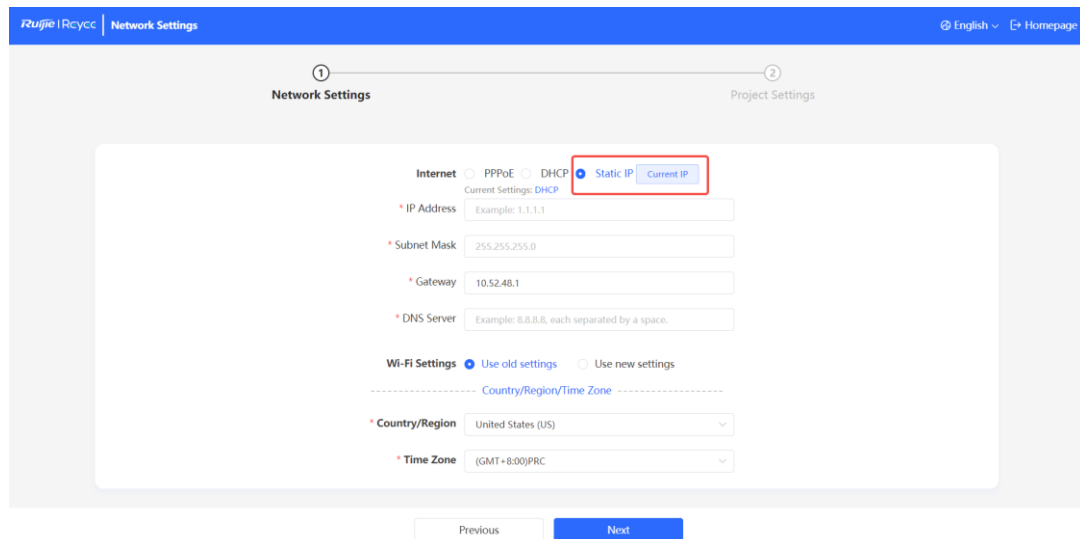 Ruijie | Rcycc Network Settings English Homepage
1 2
Network Settings Project Settings
Internet PPPoE DHCP Static IP Current IP
Current Settings: DHCP
* IP Address Example: 1.1.1.1
* Subnet Mask 255.255.255.0
* Gateway 10.52.48.1
* DNS Server Example: 8.8.8.8, each separated by a space.
Wi-Fi Settings Use old settings Use new settings
Country/Region/Time Zone
* Country/Region United States (US)
* Time Zone (GMT+8:00)PRC
Previous Next